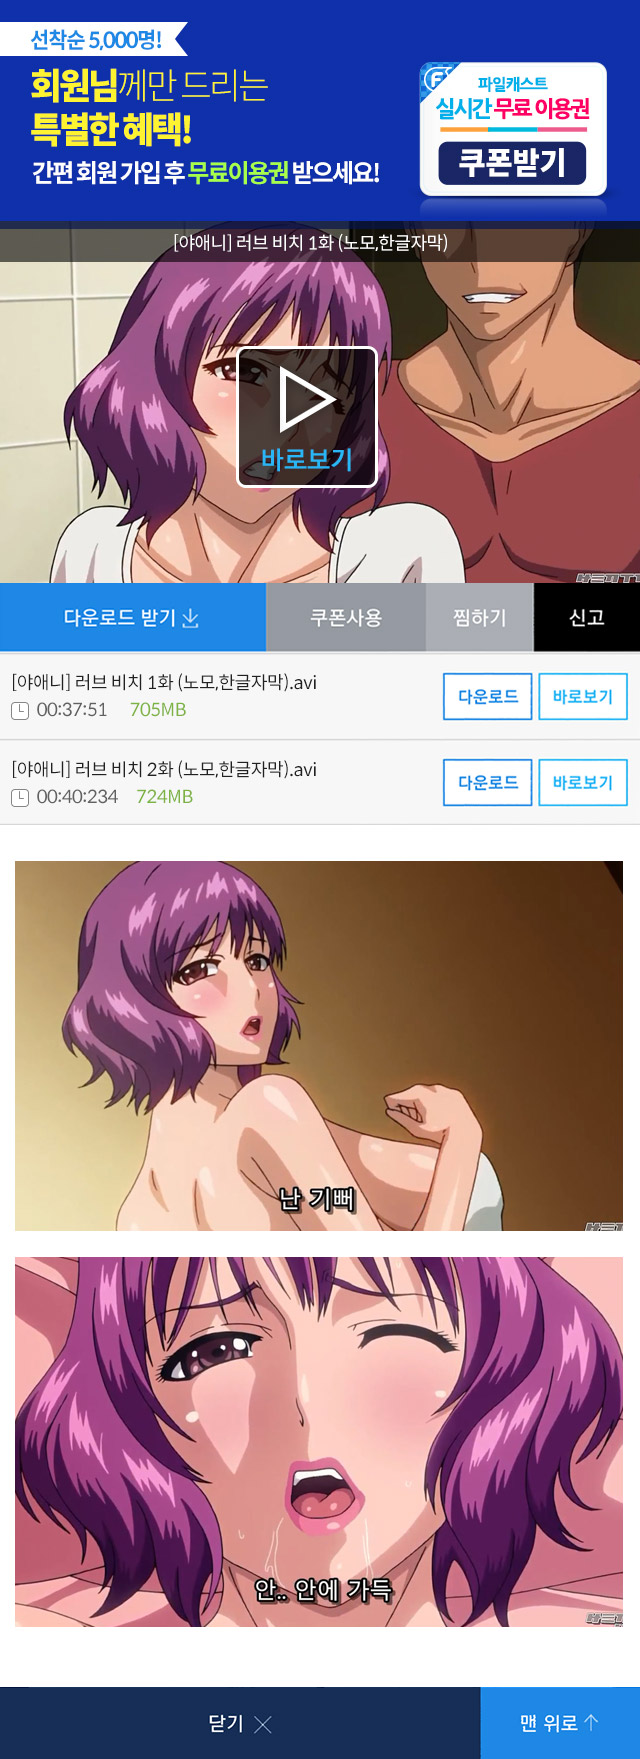 선착순 5,000명!
회원님께만 드리는
특별한 혜택!
간편 회원 가입 후 무료이용권 받으세요!
파일캐스트
실시간 무료 이용권
쿠폰받기
[야애니] 러브 비치 1화 (노모,한글자막)
바로보기
다운로드 받기 쿠폰사용 찜하기 신고
[야애니] 러브 비치 1화 (노모,한글자막).avi
00:37:51 705MB
다운로드 바로보기
[야애니] 러브 비치 2화 (노모,한글자막).avi
00:40:234 724MB
다운로드 바로보기
난 기뻐
안.. 안에 가득
닫기 맨 위로